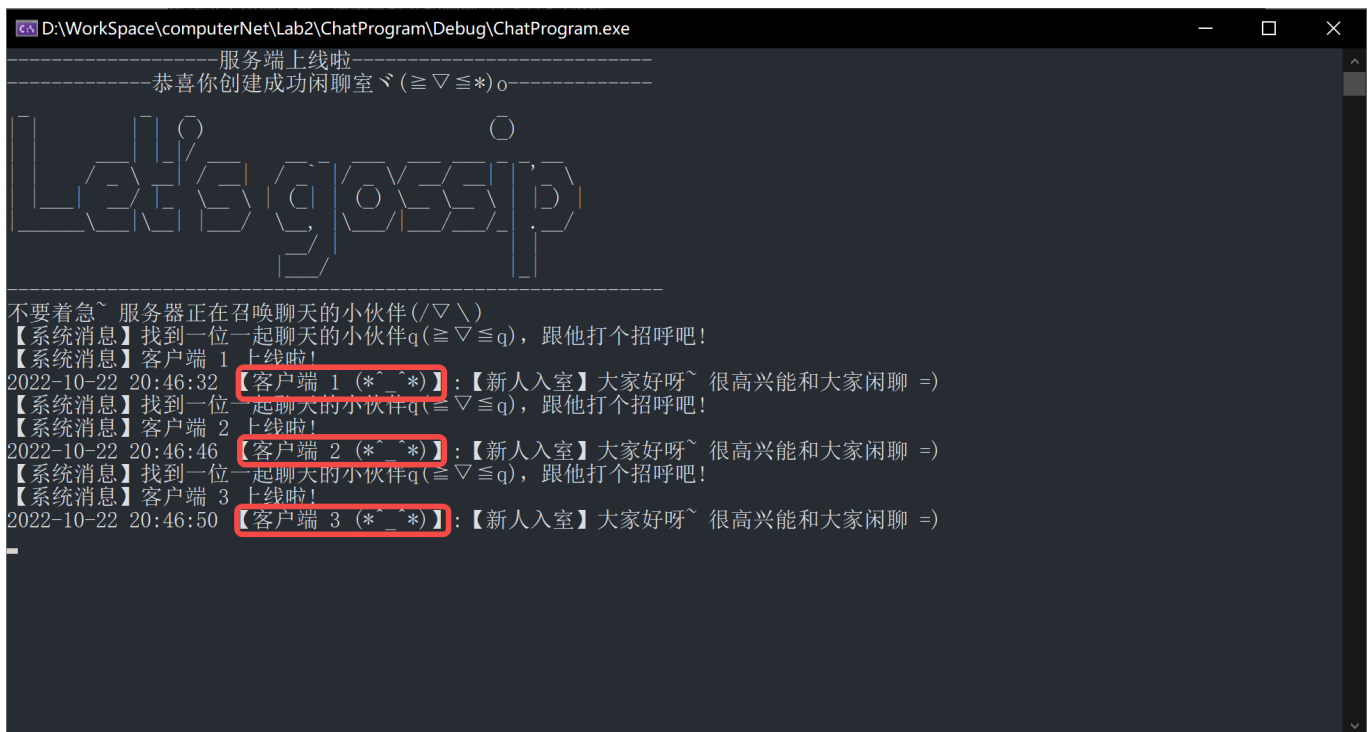 D:\WorkSpace\computerNet\Lab2\ChatProgram\Debug\ChatProgram.exe
-------------------服务端上线啦---------------------------
-------------恭喜你创建成功闲聊室ヾ(≧▽≦*)o-------------
Let's gossip
-----------------------------------------------------------
不要着急~ 服务器正在召唤聊天的小伙伴(/▽\)
【系统消息】找到一位一起聊天的小伙伴q(≧▽≦q)，跟他打个招呼吧!
【系统消息】客户端 1 上线啦!
2022-10-22 20:46:32 【客户端 1 (*^_^*)】:【新人入室】大家好呀~ 很高兴能和大家闲聊 =)
【系统消息】找到一位一起聊天的小伙伴q(≧▽≦q)，跟他打个招呼吧!
【系统消息】客户端 2 上线啦!
2022-10-22 20:46:46 【客户端 2 (*^_^*)】:【新人入室】大家好呀~ 很高兴能和大家闲聊 =)
【系统消息】找到一位一起聊天的小伙伴q(≧▽≦q)，跟他打个招呼吧!
【系统消息】客户端 3 上线啦!
2022-10-22 20:46:50 【客户端 3 (*^_^*)】:【新人入室】大家好呀~ 很高兴能和大家闲聊 =)